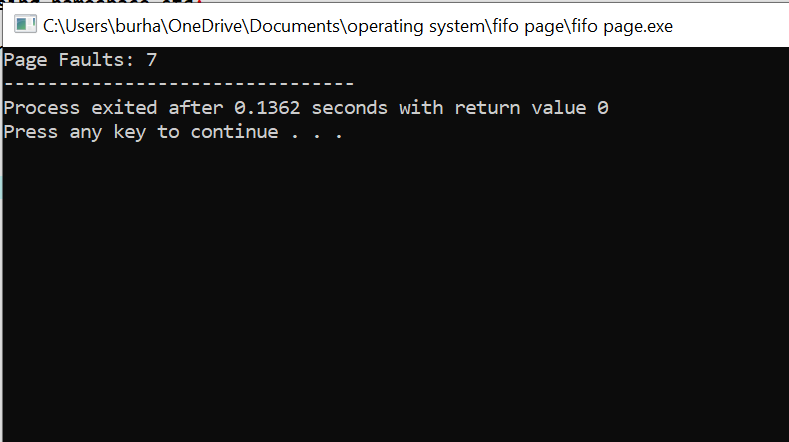 C:\Users\burha\OneDrive\Documents\operating system\fifo page\fifo page.exe
Page Faults: 7
--------------------------------
Process exited after 0.1362 seconds with return value 0
Press any key to continue . . .